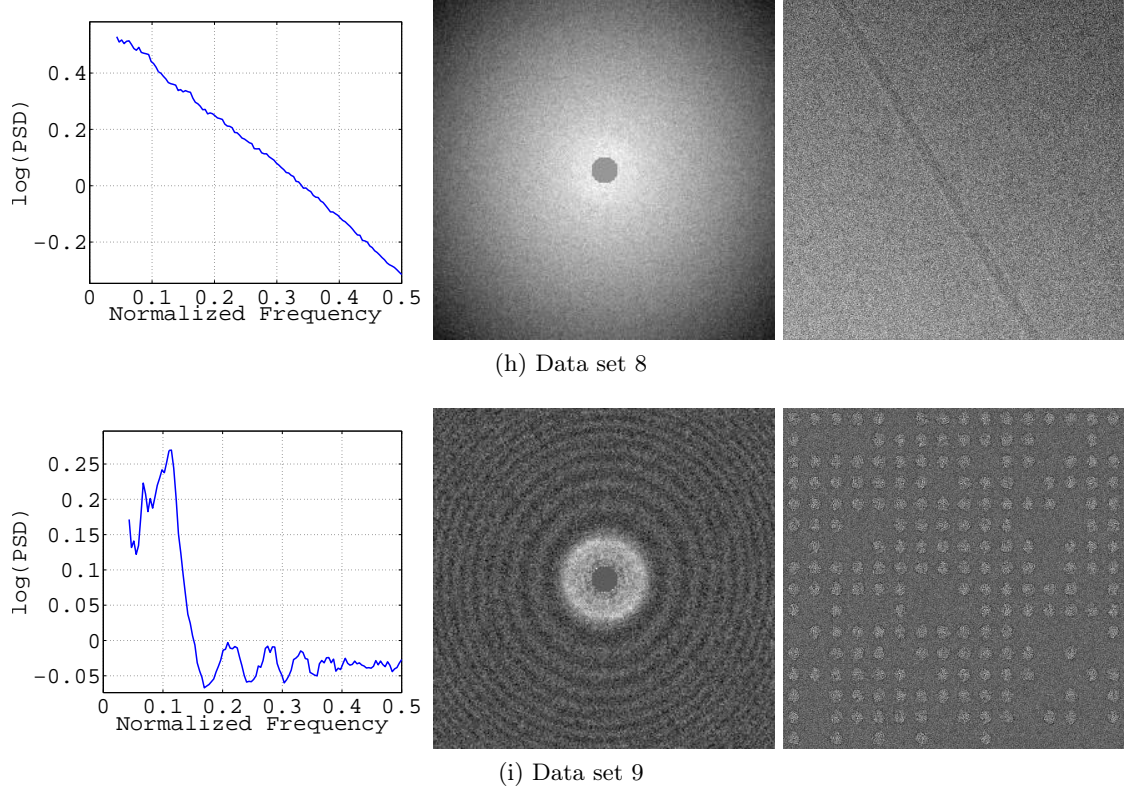 log(PSD)
0.4
0.2
0
−0.2
0 0.1 0.2 0.3 0.4 0.5
Normalized Frequency
(h) Data set 8
log(PSD)
0.25
0.2
0.15
0.1
0.05
0
−0.05
0 0.1 0.2 0.3 0.4 0.5
Normalized Frequency
(i) Data set 9